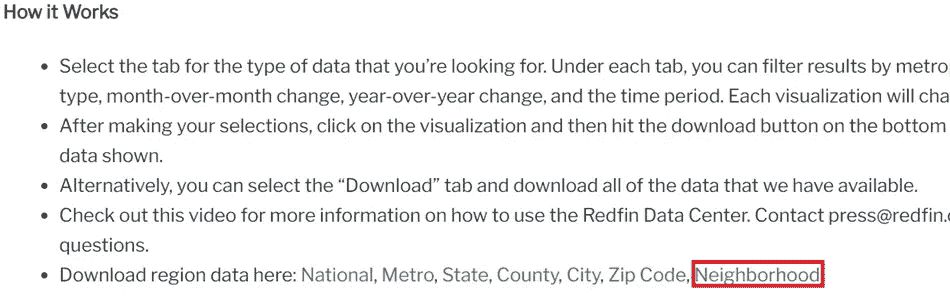 How it Works
Select the tab for the type of data that you’re looking for. Under each tab, you can filter results by metro
type, month-over-month change, year-over-year change, and the time period. Each visualization will cha
After making your selections, click on the visualization and then hit the download button on the bottom
data shown.
Alternatively, you can select the “Download” tab and download all of the data that we have available.
Check out this video for more information on how to use the Redfin Data Center. Contact press@redfin.c
questions.
Download region data here: National, Metro, State, County, City, Zip Code, Neighborhood